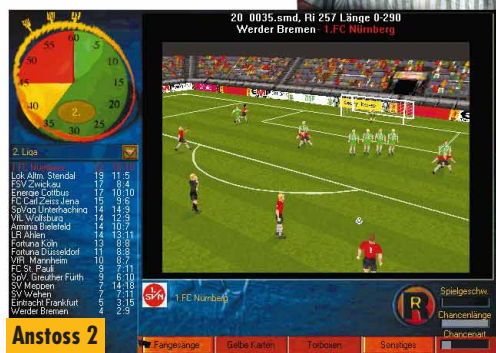 20 0035.smd, Ri 257 Länge 0-290
Werder Bremen - 1.FC Nürnberg
60
5
10
15
20
25
30
35
40
45
50
55
2.
2. Liga
1.FC Nürnberg
Lok Altm. Stendal 19 11:5
FSV Zwickau 17 8:4
Energie Cottbus 17 10:10
FC Carl Zeiss Jena 15 9:6
SpVgg Unterhaching 14 14:9
VfL Wolfsburg 14 12:9
Arminia Bielefeld 14 10:7
LR Ahlen 14 13:11
Fortuna Köln 13 8:8
Fortuna Düsseldorf 11 8:8
VfR Mannheim 10 8:7
FC St. Pauli 9 7:11
SpV. Greuther Fürth 9 6:10
SV Meppen 7 14:18
SV Wehen 7 7:11
Eintracht Frankfurt 5 3:15
Werder Bremen 4 2:9
1.FC Nürnberg
R
Spielgeschw.
Chancenlänge
Chancenart
Fangesänge
Gelbe Karten
Torboxen
Sonstiges
Anstoss 2